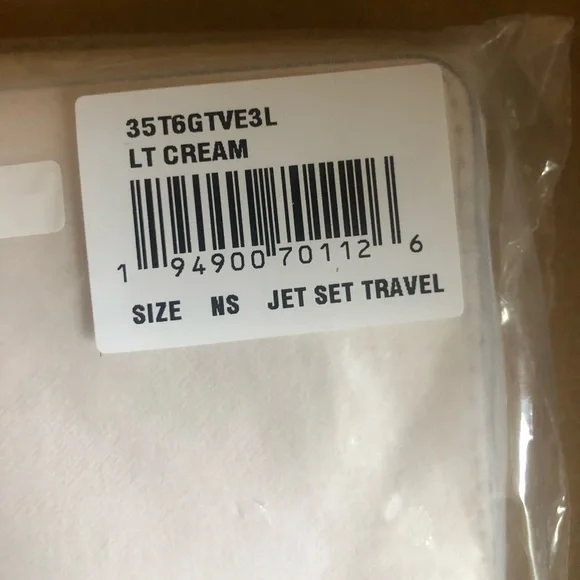 35T6GTVE3L
LT CREAM
1 94900 70112 6
SIZE NS JET SET TRAVEL